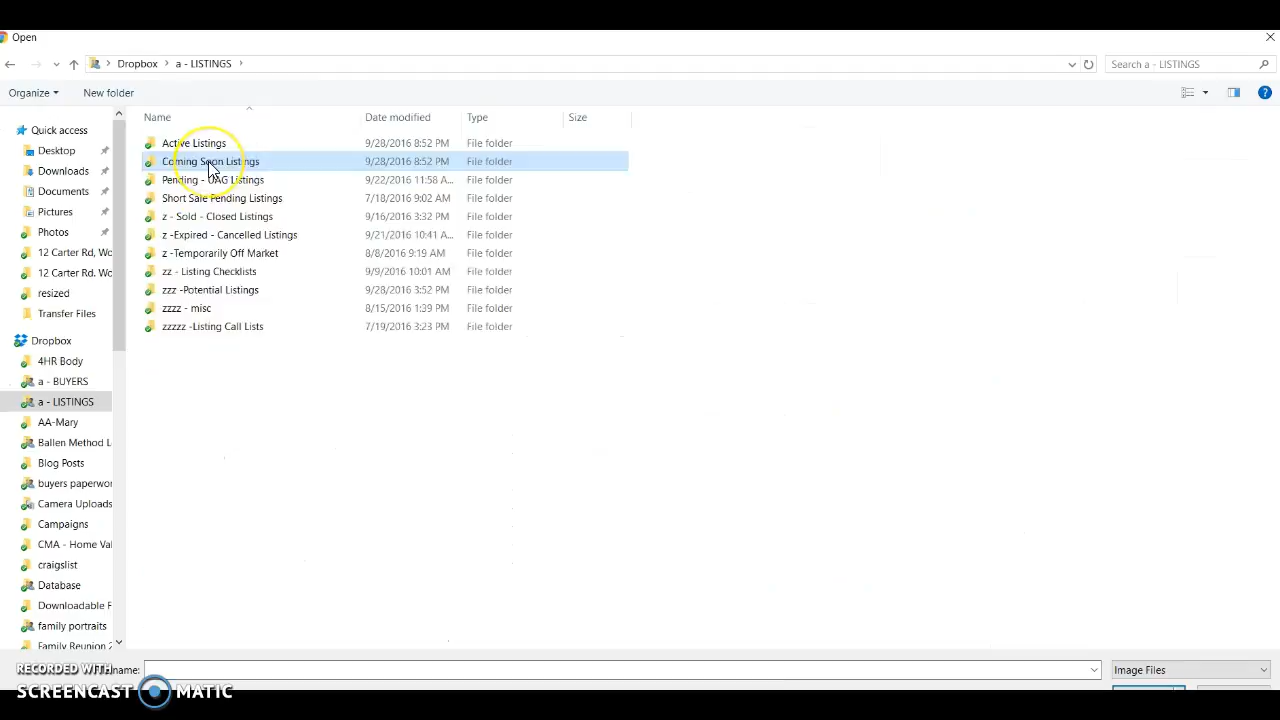 Open
Dropbox > a - LISTINGS >
Search a - LISTINGS
Organize
New folder
Name Date modified Type Size
Active Listings 9/28/2016 8:52 PM File folder
Coming Soon Listings 9/28/2016 8:52 PM File folder
Pending - UAG Listings 9/22/2016 11:58 A... File folder
Short Sale Pending Listings 7/18/2016 9:02 AM File folder
z - Sold - Closed Listings 9/16/2016 3:32 PM File folder
z -Expired - Cancelled Listings 9/21/2016 10:41 A... File folder
z -Temporarily Off Market 8/8/2016 9:19 AM File folder
zz - Listing Checklists 9/9/2016 10:01 AM File folder
zzz -Potential Listings 9/28/2016 3:52 PM File folder
zzzz - misc 8/15/2016 1:39 PM File folder
zzzzz -Listing Call Lists 7/19/2016 3:23 PM File folder
Quick access
Desktop
Downloads
Documents
Pictures
Photos
12 Carter Rd, Wo
12 Carter Rd. Wo
resized
Transfer Files
Dropbox
4HR Body
a - BUYERS
a - LISTINGS
AA-Mary
Ballen Method L
Blog Posts
buyers paperwor
Camera Uploads
Campaigns
CMA - Home Val
craigslist
Database
Downloadable F
family portraits
Family Reunion 2
name:
Image Files
RECORDED WITH
SCREENCAST MATIC